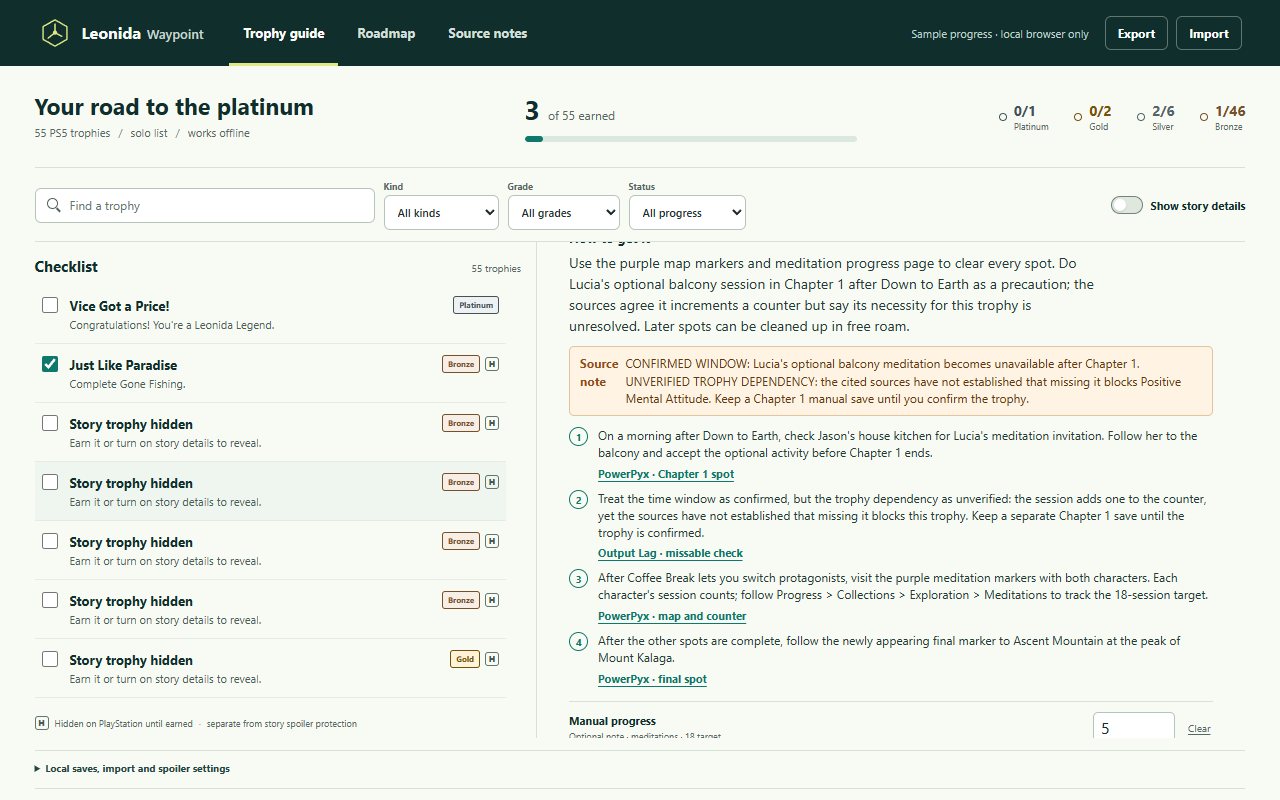 Leonida Waypoint
Trophy guide
Roadmap
Source notes
Sample progress · local browser only
Export
Import
Your road to the platinum
55 PS5 trophies / solo list / works offline
3 of 55 earned
0/1
Platinum
0/2
Gold
2/6
Silver
1/46
Bronze
Find a trophy
Kind
All kinds
Grade
All grades
Status
All progress
Show story details
Checklist
55 trophies
Vice Got a Price!
Platinum
Congratulations! You're a Leonida Legend.
Just Like Paradise
Bronze H
Complete Gone Fishing.
Story trophy hidden
Bronze H
Earn it or turn on story details to reveal.
Story trophy hidden
Bronze H
Earn it or turn on story details to reveal.
Story trophy hidden
Bronze H
Earn it or turn on story details to reveal.
Story trophy hidden
Bronze H
Earn it or turn on story details to reveal.
Story trophy hidden
Gold H
Earn it or turn on story details to reveal.
H Hidden on PlayStation until earned · separate from story spoiler protection
How to get it
Use the purple map markers and meditation progress page to clear every spot. Do
Lucia's optional balcony session in Chapter 1 after Down to Earth as a precaution; the
sources agree it increments a counter but say its necessity for this trophy is
unresolved. Later spots can be cleaned up in free roam.
Source note
CONFIRMED WINDOW: Lucia's optional balcony meditation becomes unavailable after Chapter 1.
UNVERIFIED TROPHY DEPENDENCY: the cited sources have not established that missing it blocks Positive
Mental Attitude. Keep a Chapter 1 manual save until you confirm the trophy.
1 On a morning after Down to Earth, check Jason's house kitchen for Lucia's meditation invitation. Follow her to the
balcony and accept the optional activity before Chapter 1 ends.
PowerPyx · Chapter 1 spot
2 Treat the time window as confirmed, but the trophy dependency as unverified: the session adds one to the counter,
yet the sources have not established that missing it blocks this trophy. Keep a separate Chapter 1 save until the
trophy is confirmed.
Output Lag · missable check
3 After Coffee Break lets you switch protagonists, visit the purple meditation markers with both characters. Each
character's session counts; follow Progress > Collections > Exploration > Meditations to track the 18-session target.
PowerPyx · map and counter
4 After the other spots are complete, follow the newly appearing final marker to Ascent Mountain at the peak of
Mount Kalaga.
PowerPyx · final spot
Manual progress
Optional note · meditations · 18 target
5
Clear
Local saves, import and spoiler settings